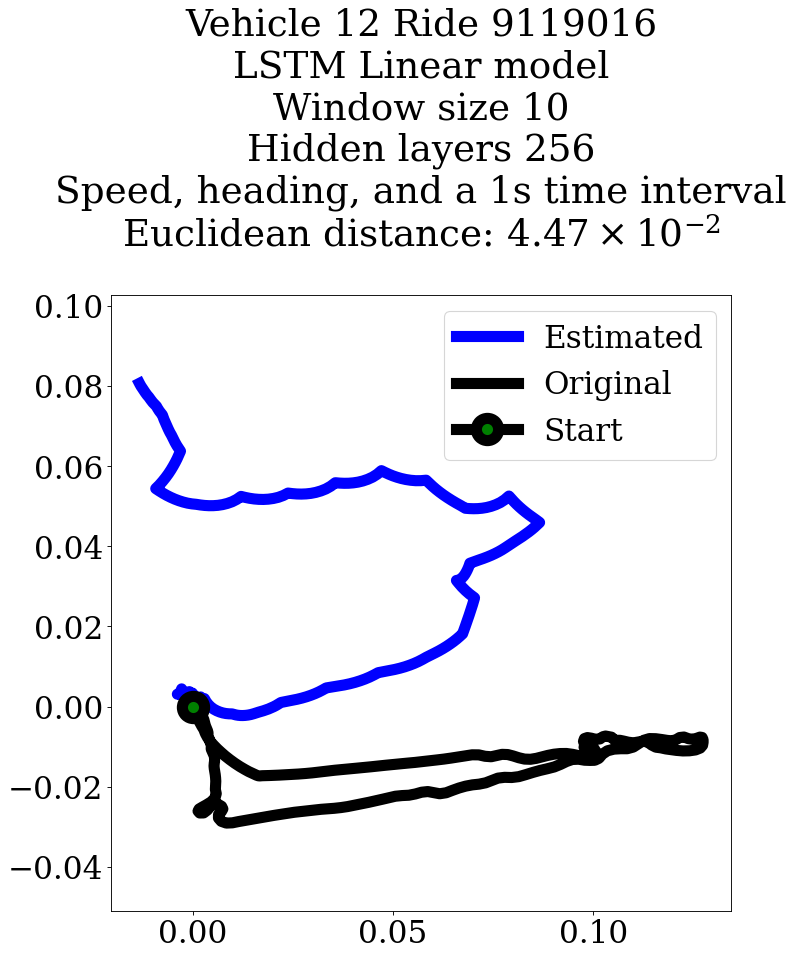 Vehicle 12 Ride 9119016
LSTM Linear model
Window size 10
Hidden layers 256
Speed, heading, and a 1s time interval
Euclidean distance: 4.47 × 10⁻²
0.10
Estimated
0.08
Original
Start
0.06
0.04
0.02
0.00
−0.02
−0.04
0.00 0.05 0.10